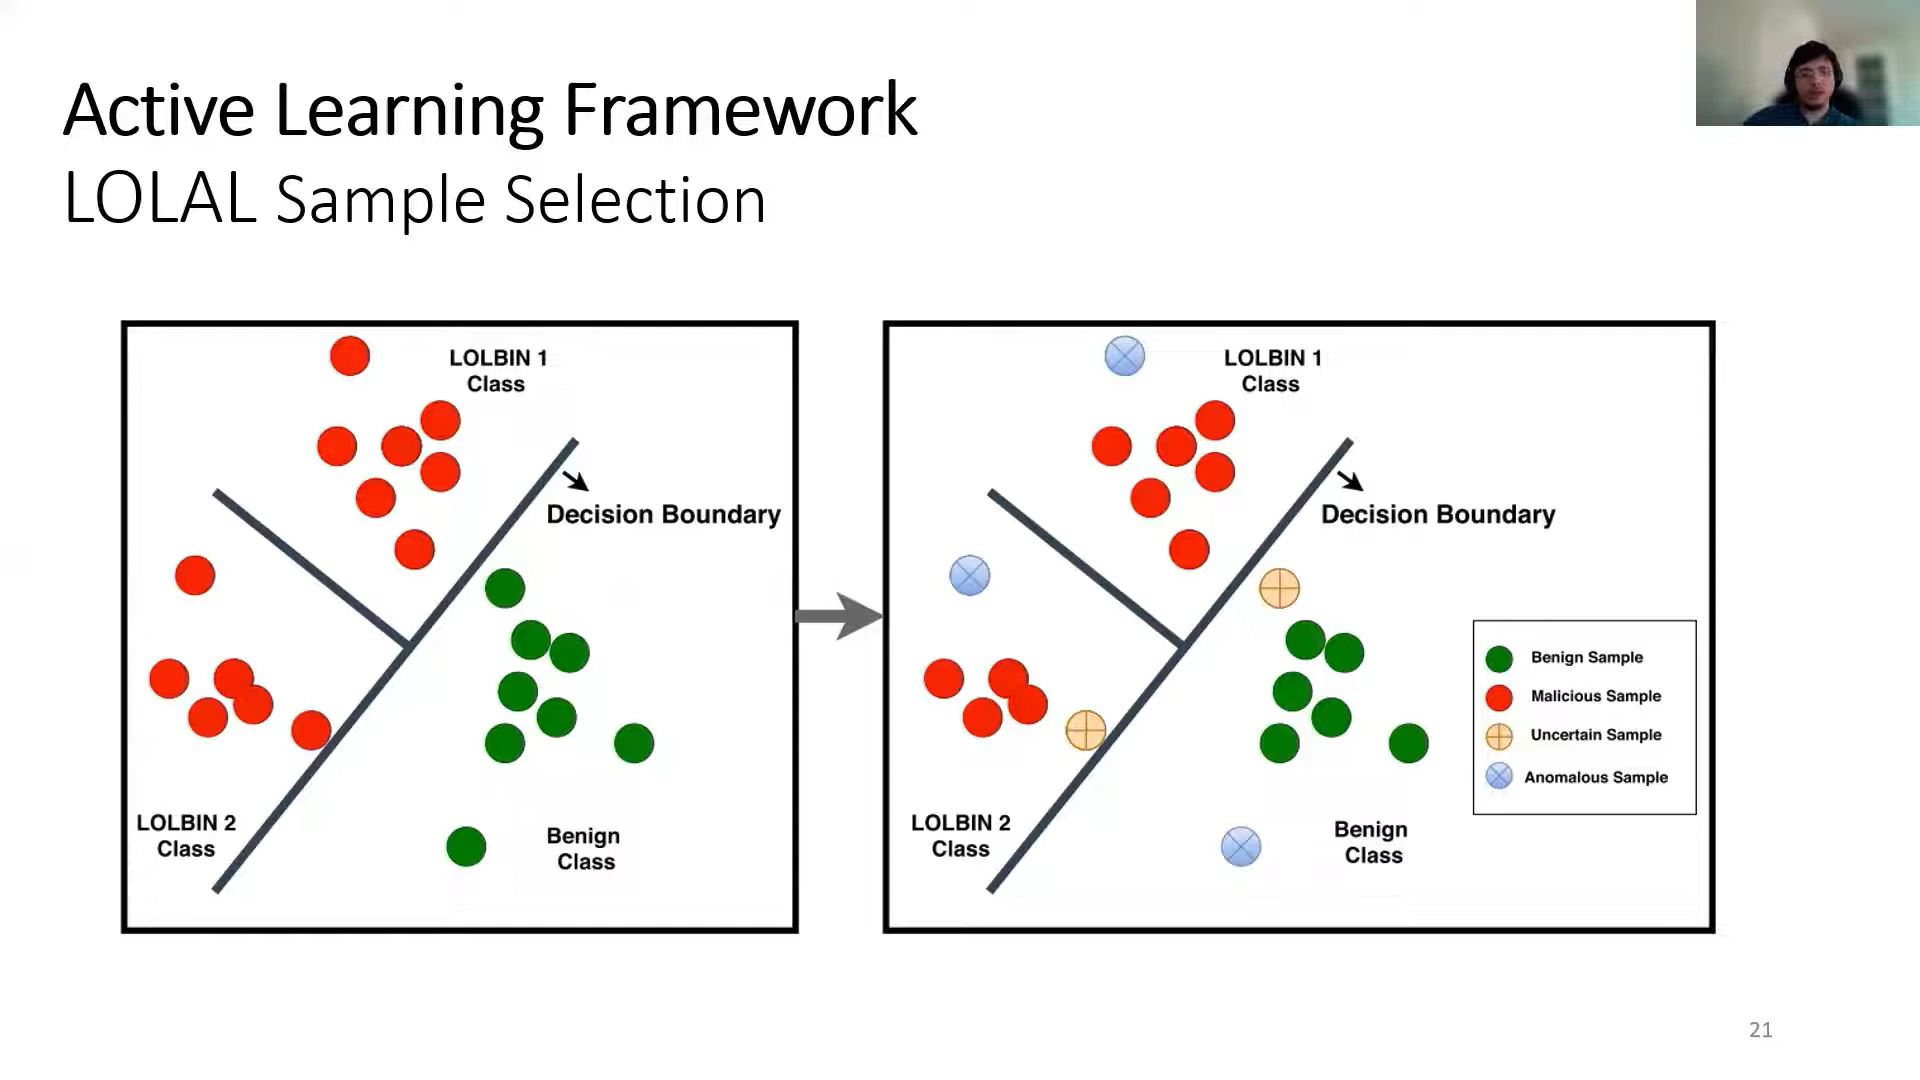 Active Learning Framework
LOLAL Sample Selection
LOLBIN 1
Class
Decision Boundary
LOLBIN 2
Class
Benign
Class
LOLBIN 1
Class
Decision Boundary
Benign Sample
Malicious Sample
Uncertain Sample
Anomalous Sample
LOLBIN 2
Class
Benign
Class
21